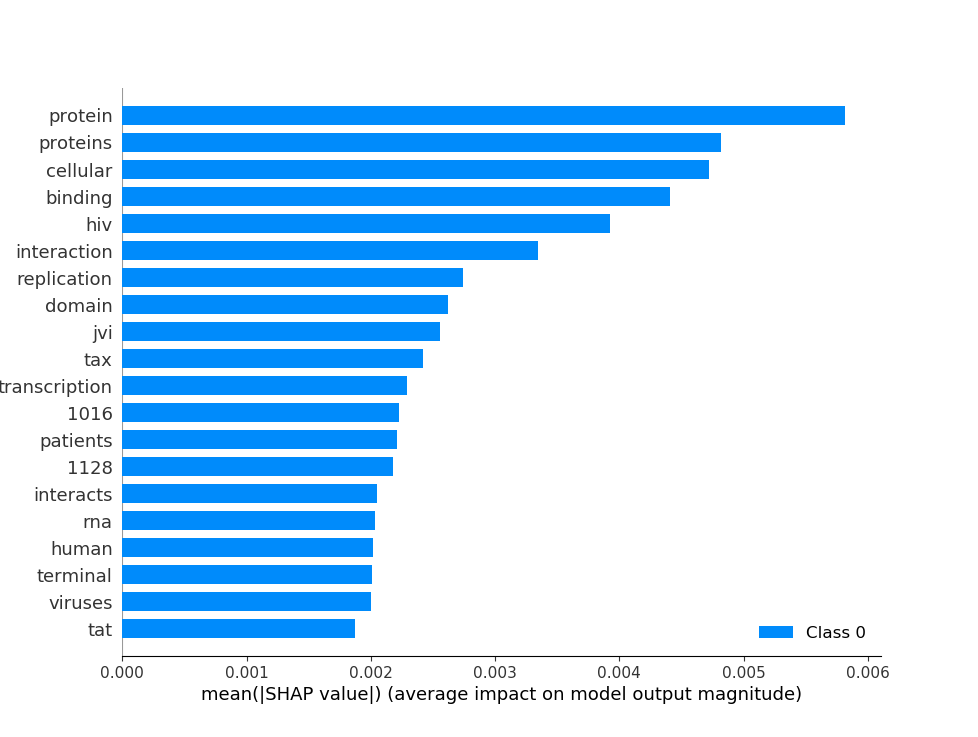 protein
proteins
cellular
binding
hiv
interaction
replication
domain
jvi
tax
transcription
1016
patients
1128
interacts
rna
human
terminal
viruses
tat
Class 0
0.000 0.001 0.002 0.003 0.004 0.005 0.006
mean(|SHAP value|) (average impact on model output magnitude)